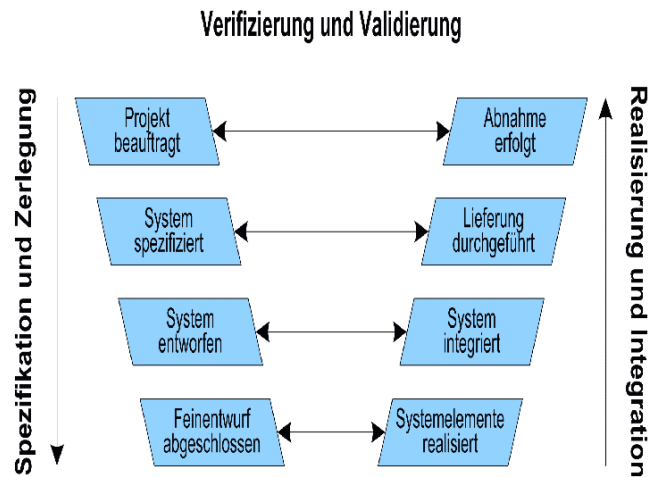 Verifizierung und Validierung
Spezifikation und Zerlegung
Projekt
beauftragt
Abnahme
erfolgt
System
spezifiziert
Lieferung
durchgeführt
System
entworfen
System
integriert
Feinentwurf
abgeschlossen
Systemelemente
realisiert
Realisierung und Integration